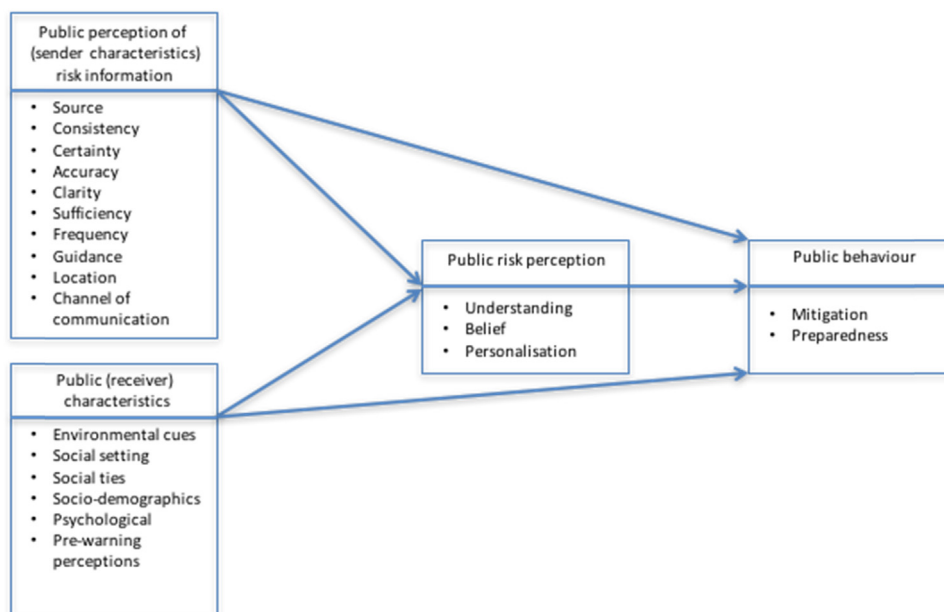 Public perception of
(sender characteristics)
risk information
• Source
• Consistency
• Certainty
• Accuracy
• Clarity
• Sufficiency
• Frequency
• Guidance
• Location
• Channel of
communication
Public (receiver)
characteristics
• Environmental cues
• Social setting
• Social ties
• Socio-demographics
• Psychological
• Pre-warning
perceptions
Public risk perception
• Understanding
• Belief
• Personalisation
Public behaviour
• Mitigation
• Preparedness